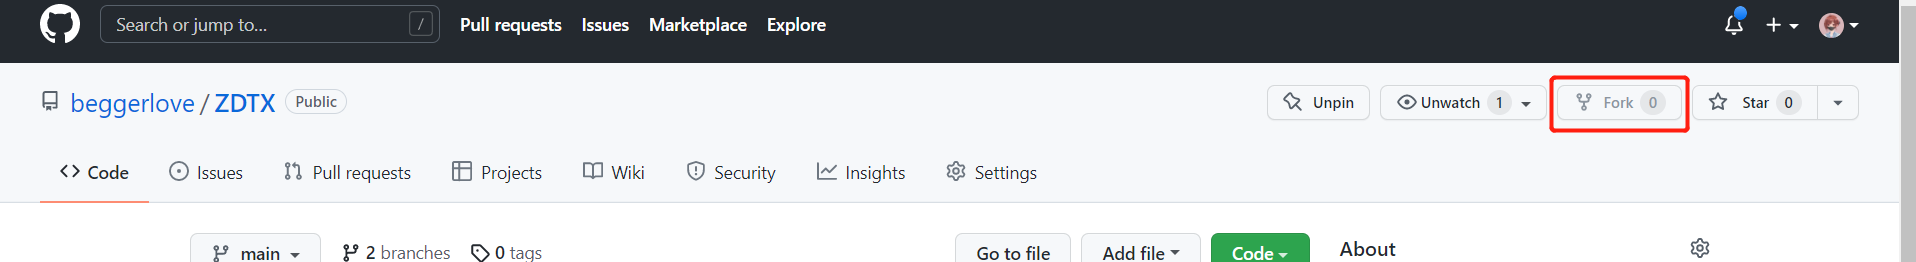 Search or jump to... / Pull requests Issues Marketplace Explore
beggerlove / ZDTX Public Unpin Unwatch 1 Fork 0 Star 0
Code Issues Pull requests Projects Wiki Security Insights Settings
main 2 branches 0 tags Go to file Add file Code About